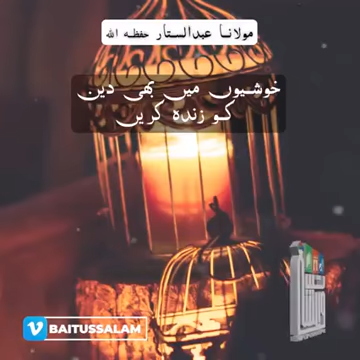 مولانا عبدالستار حفظہ اللہ
خوشیوں میں بھی دین
کو زندہ کریں
BAITUSSALAM